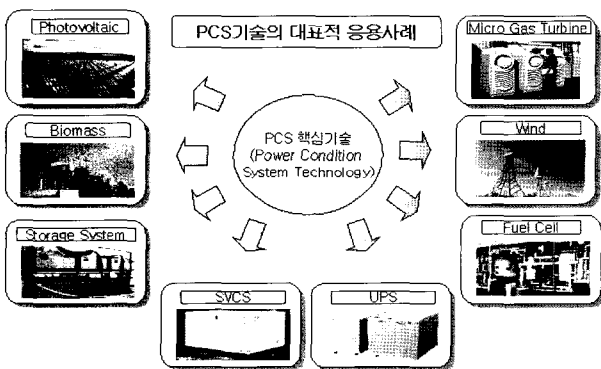 Photovoltaic
PCS기술의 대표적 응용사례
Micro Gas Turbine
Biomass
PCS 핵심기술
(Power Condition
System Technology)
Wind
Storage System
Fuel Cell
SVCS
UPS